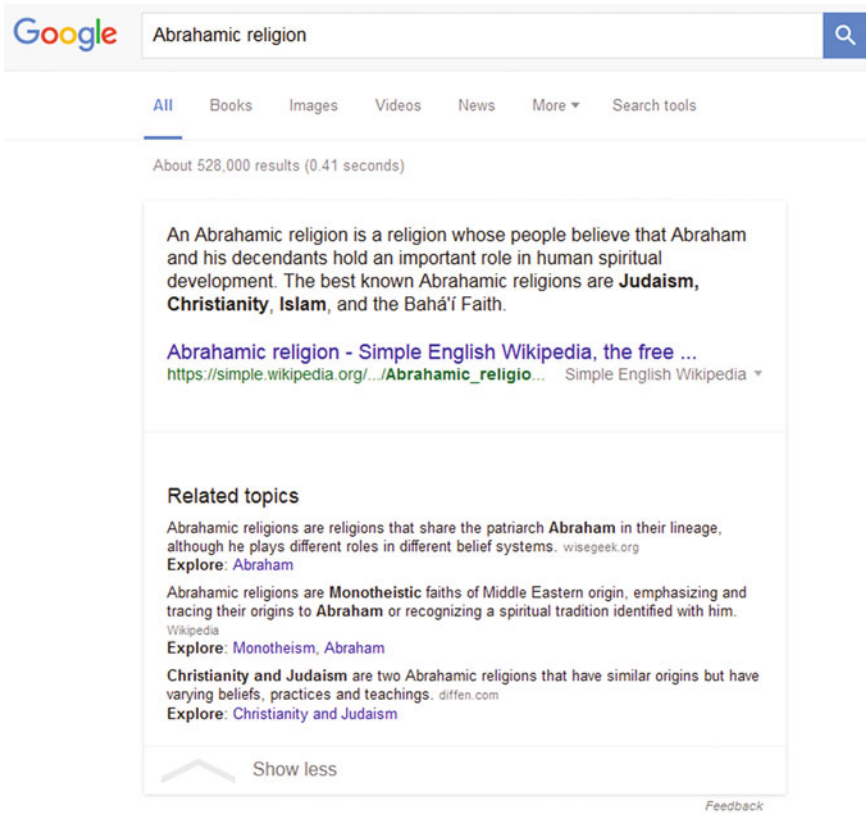 Google Abrahamic religion
All Books Images Videos News More ▾ Search tools
About 528,000 results (0.41 seconds)
An Abrahamic religion is a religion whose people believe that Abraham
and his decendants hold an important role in human spiritual
development. The best known Abrahamic religions are Judaism,
Christianity, Islam, and the Bahá'í Faith.
Abrahamic religion - Simple English Wikipedia, the free ...
https://simple.wikipedia.org/.../Abrahamic_religio... Simple English Wikipedia ▾
Related topics
Abrahamic religions are religions that share the patriarch Abraham in their lineage,
although he plays different roles in different belief systems. wisegeek.org
Explore: Abraham
Abrahamic religions are Monotheistic faiths of Middle Eastern origin, emphasizing and
tracing their origins to Abraham or recognizing a spiritual tradition identified with him.
Wikipedia
Explore: Monotheism, Abraham
Christianity and Judaism are two Abrahamic religions that have similar origins but have
varying beliefs, practices and teachings. diffen.com
Explore: Christianity and Judaism
Show less
Feedback